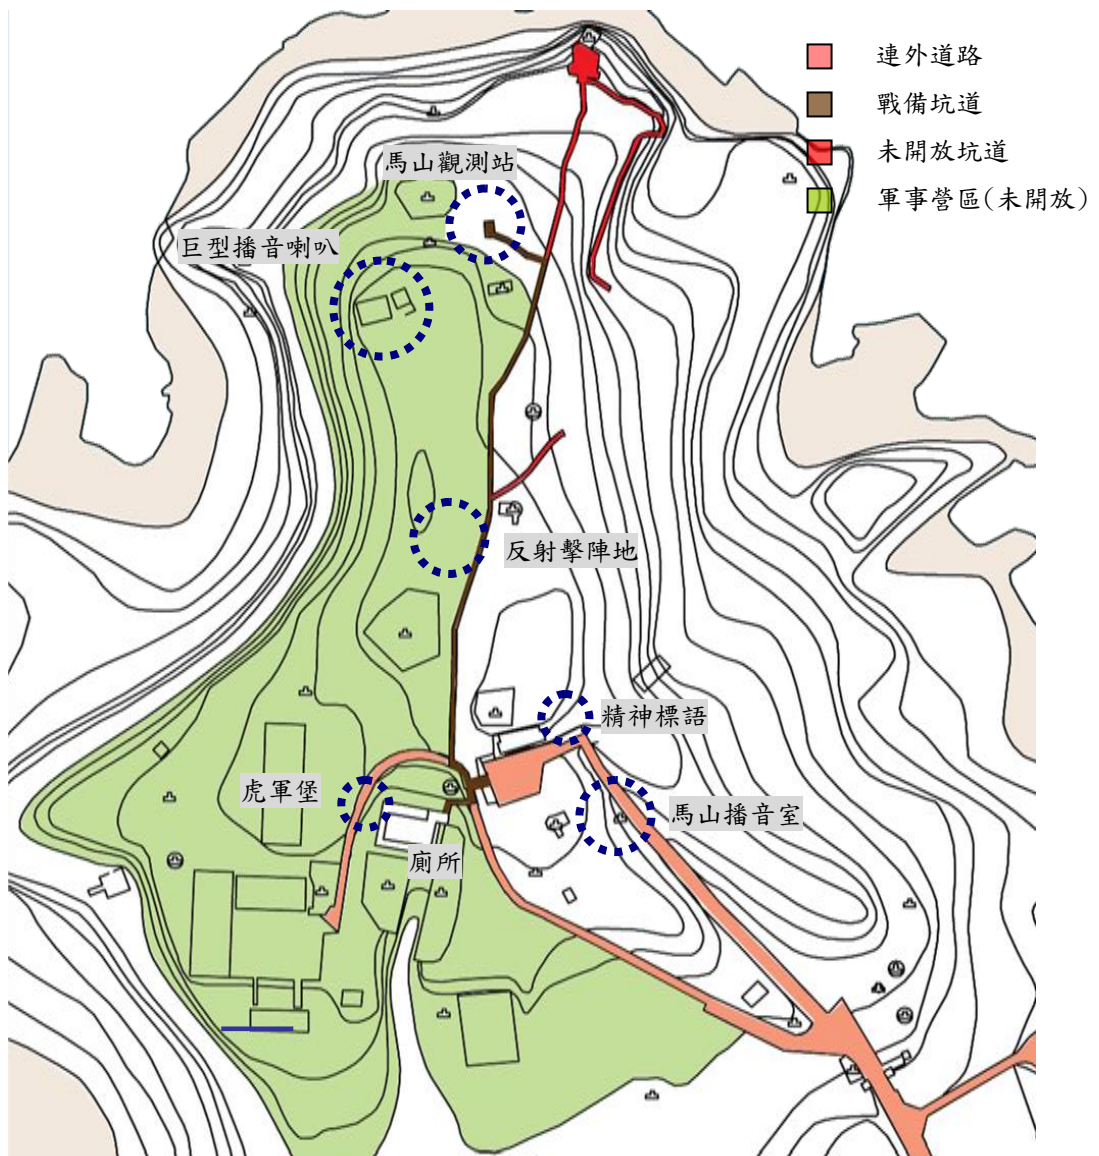 連外道路
戰備坑道
未開放坑道
軍事營區(未開放)
馬山觀測站
巨型播音喇叭
反射擊陣地
精神標語
虎軍堡
馬山播音室
廁所